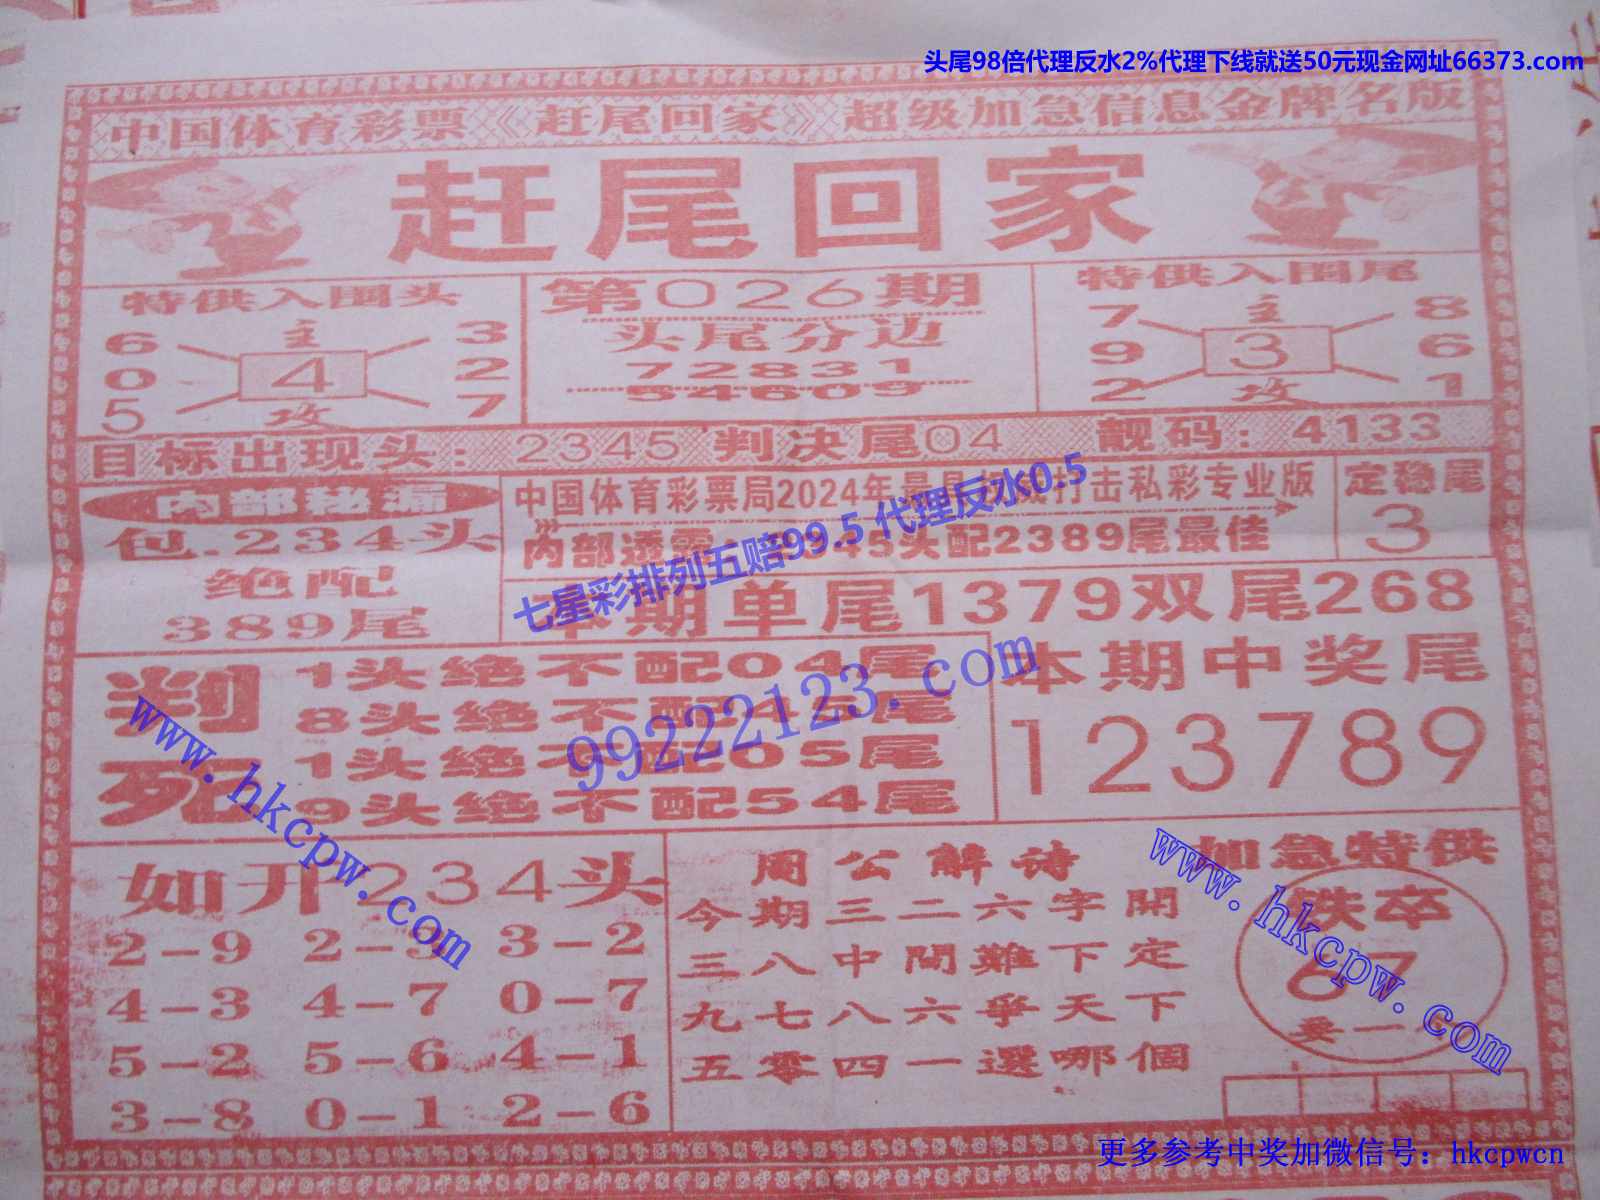 头尾98倍代理反水2%代理下线就送50元现金网址66373.com
中国体育彩票《赶尾回家》超级加急信息金牌名版
赶尾回家
特供入围头
6 主 3
0 4 2
5 攻 7
第026期
头尾分边
72831
54609
特供入围尾
7 主 8
9 3 6
2 攻 1
目标出现头：2345 判决尾04 靓码：4133
内部秘漏
包.234头
绝配
389尾
中国体育彩票局2024年最
打击私彩专业版
内部透露
45头配2389尾最佳
定稳尾
3
七星彩排列五赔99.5 代理反水0.5
本期单尾1379双尾268
判死
1头绝不配04尾
8头绝不配045尾
1头绝不配05尾
9头绝不配54尾
99222123.com
本期中奖尾
123789
www.hkcpw.com
如开234头
2-9 2-3 3-2
4-3 4-7 0-7
5-2 5-6 4-1
3-8 0-1 2-6
周公解诗
今期三二六字開
三八中間難下定
九七八六爭天下
五零四一選哪個
加急特供
铁卒
67
卖一
www.hkcpw.com
更多参考中奖加微信号：hkcpwcn